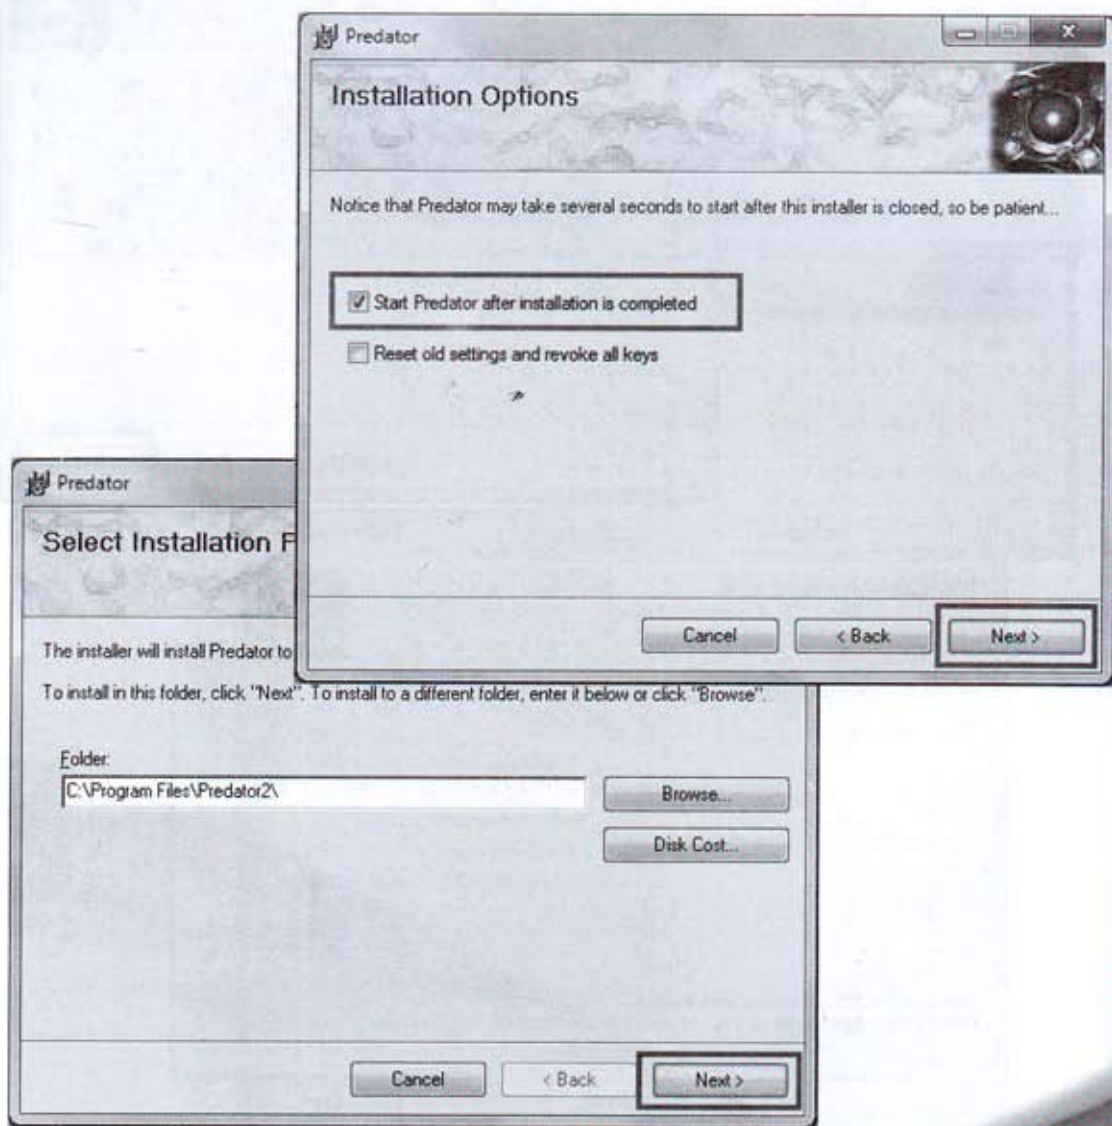 Predator
Installation Options
Notice that Predator may take several seconds to start after this installer is closed, so be patient...
Start Predator after installation is completed
Reset old settings and revoke all keys
Cancel
< Back
Next >
Predator
Select Installation F
The installer will install Predator to
To install in this folder, click "Next". To install to a different folder, enter it below or click "Browse".
Folder:
C:\Program Files\Predator2\
Browse...
Disk Cost...
Cancel
< Back
Next >